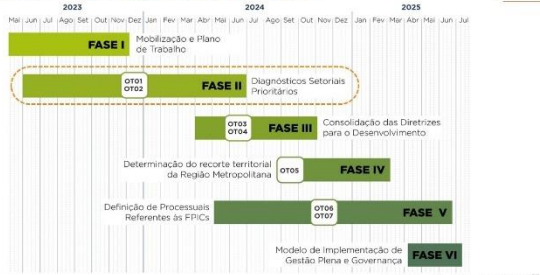 2023 2024 2025
Mai Jun Jul Ago Set Out Nov Dez Jan Fev Mar Abr Mai Jun Jul Ago Set Out Nov Dez Jan Fev Mar Abr Mai Jun Jul
FASE I
Mobilização e Plano
de Trabalho
OT01
OT02
FASE II
Diagnósticos Setoriais
Prioritários
OT03
OT04
FASE III
Consolidação das Diretrizes
para o Desenvolvimento
Determinação do recorte territorial
da Região Metropolitana
OT05
FASE IV
Definição de Processuais
Referentes às FPICs
OT06
OT07
FASE V
Modelo de Implementação de
Gestão Plena e Governança
FASE VI